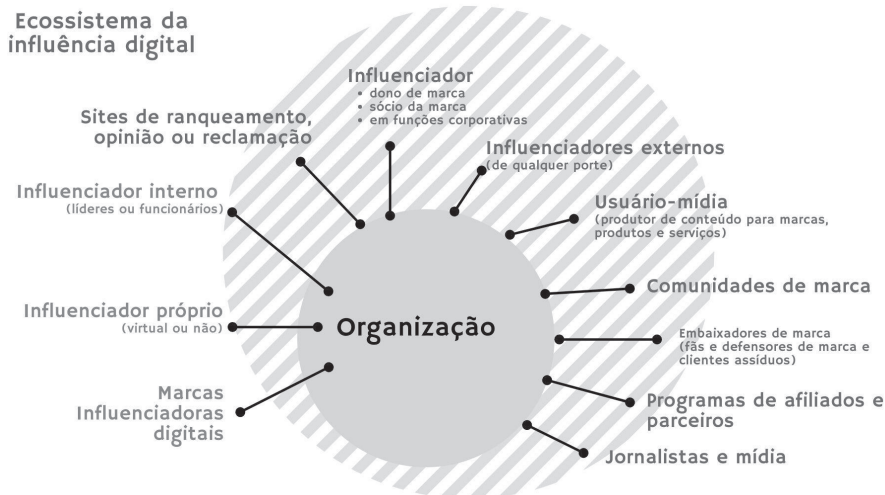 Ecossistema da
influência digital
Influenciador
• dono de marca
• sócio da marca
• em funções corporativas
Sites de ranqueamento,
opinião ou reclamação
Influenciadores externos
(de qualquer porte)
Influenciador interno
(líderes ou funcionários)
Usuário-mídia
(produtor de conteúdo para marcas,
produtos e serviços)
Comunidades de marca
Influenciador próprio
(virtual ou não)
Organização
Embaixadores de marca
(fãs e defensores de marca e
clientes assíduos)
Marcas
Influenciadoras
digitais
Programas de afiliados e
parceiros
Jornalistas e mídia